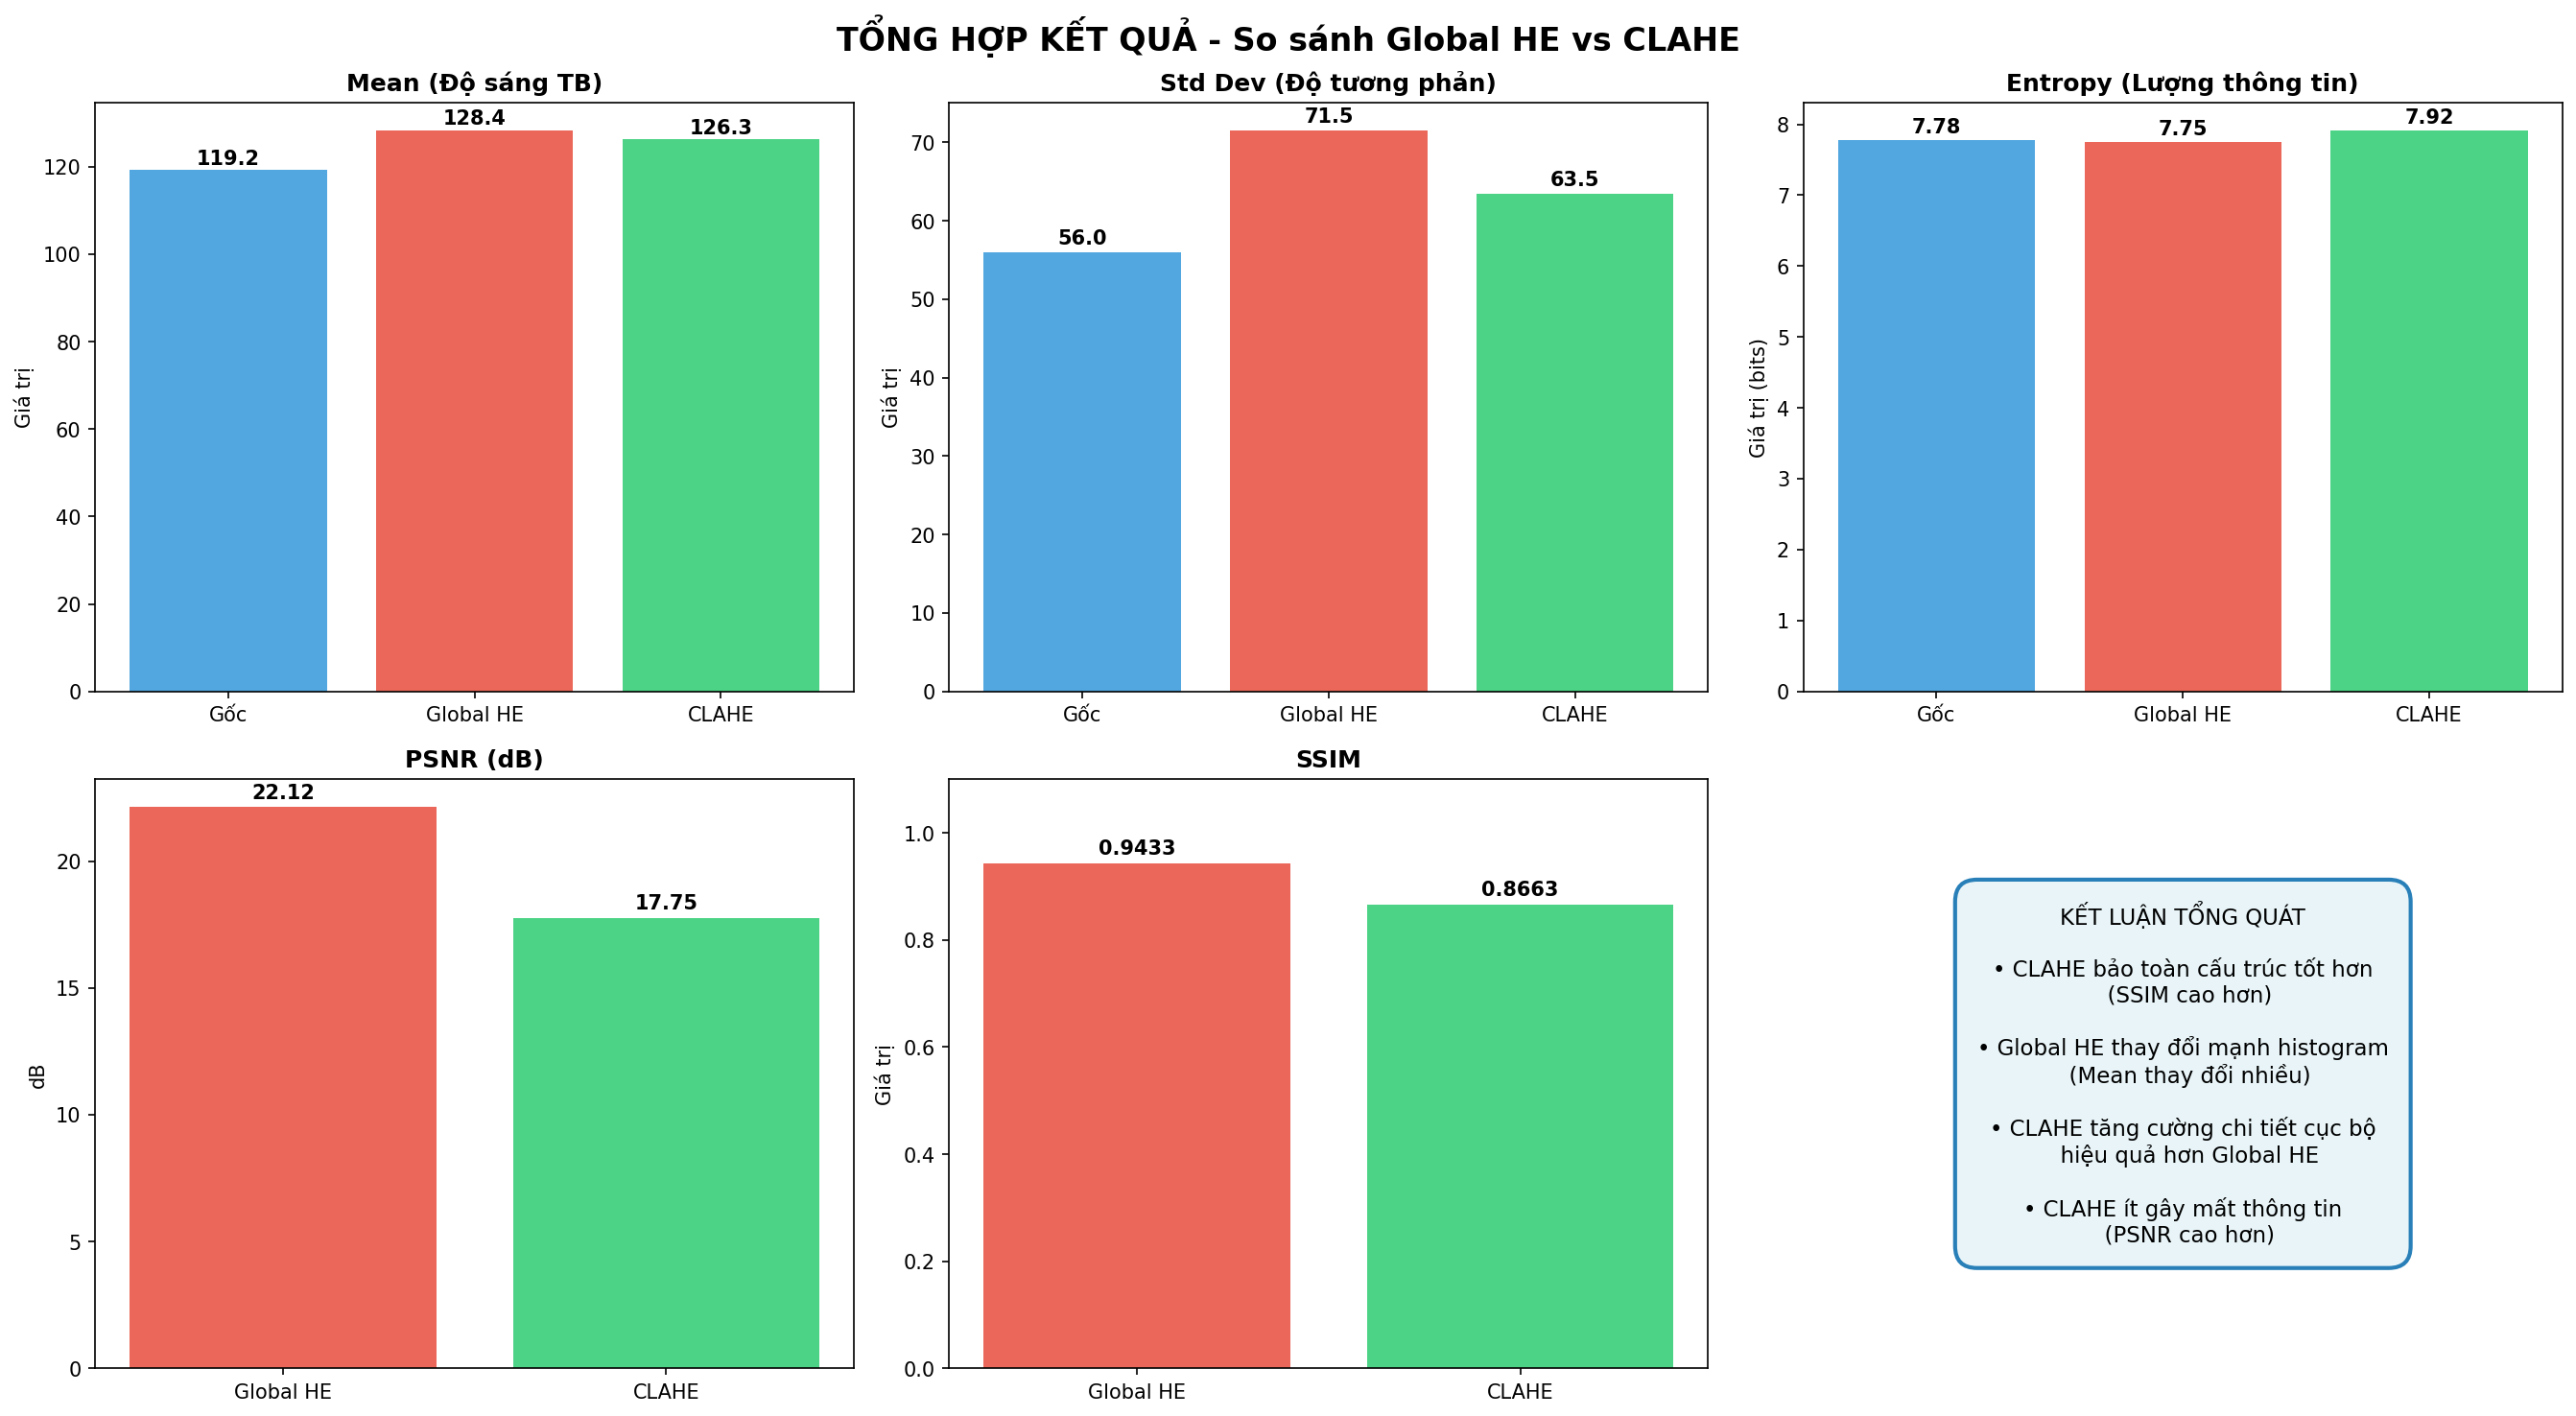 TỔNG HỢP KẾT QUẢ - So sánh Global HE vs CLAHE
Mean (Độ sáng TB)
Giá trị
120
100
80
60
40
20
0
119.2
128.4
126.3
Gốc
Global HE
CLAHE
Std Dev (Độ tương phản)
Giá trị
70
60
50
40
30
20
10
0
56.0
71.5
63.5
Gốc
Global HE
CLAHE
Entropy (Lượng thông tin)
Giá trị (bits)
8
7
6
5
4
3
2
1
0
7.78
7.75
7.92
Gốc
Global HE
CLAHE
PSNR (dB)
dB
20
15
10
5
0
22.12
17.75
Global HE
CLAHE
SSIM
Giá trị
1.0
0.8
0.6
0.4
0.2
0.0
0.9433
0.8663
Global HE
CLAHE
KẾT LUẬN TỔNG QUÁT
• CLAHE bảo toàn cấu trúc tốt hơn
(SSIM cao hơn)
• Global HE thay đổi mạnh histogram
(Mean thay đổi nhiều)
• CLAHE tăng cường chi tiết cục bộ
hiệu quả hơn Global HE
• CLAHE ít gây mất thông tin
(PSNR cao hơn)